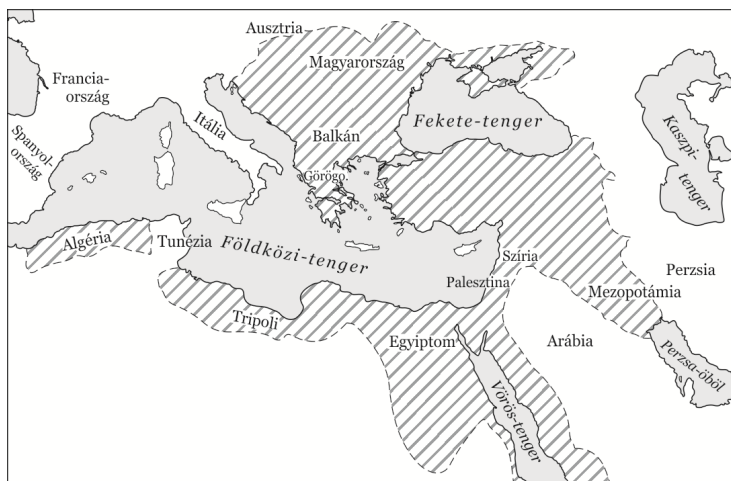 Ausztria
Magyarország
Francia-
ország
Fekete-tenger
Kaszpi-
tenger
Itália
Balkán
Spanyol-
ország
Görögo.
Algéria
Tunézia
Földközi-tenger
Szíria
Palesztina
Perzsia
Mezopotámia
Tripoli
Egyiptom
Arábia
Perzsa-öböl
Vörös-tenger